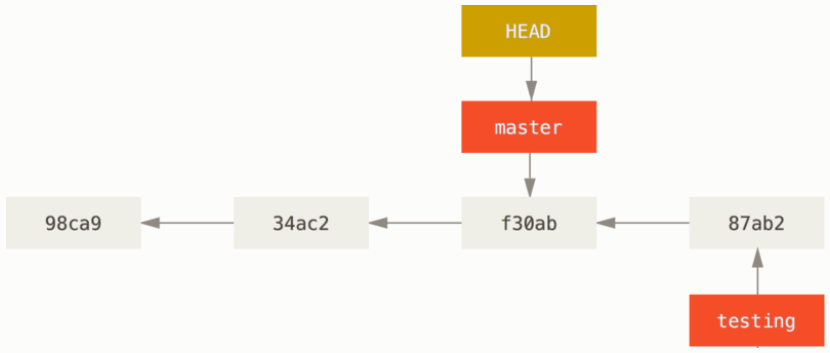 HEAD
master
98ca9
34ac2
f30ab
87ab2
testing